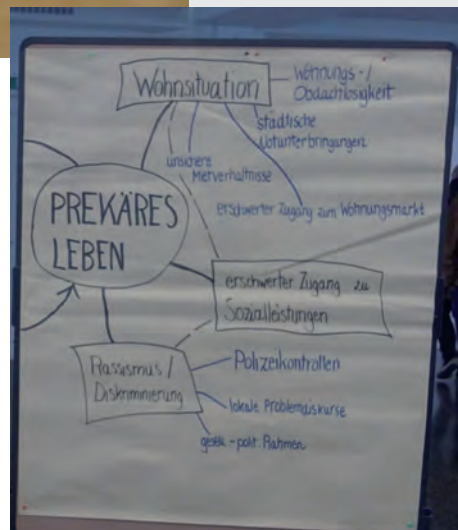 Wohnsituation
Wohnungs-/
Obdachlosigkeit
städtische
Notunterbringungen
unsichere
Mietverhältnisse
erschwerter Zugang zum Wohnungsmarkt
PREKÄRES
LEBEN
erschwerter Zugang zu
Sozialleistungen
Rassismus /
Diskriminierung
Polizeikontrollen
lokale Problemdiskurse
gesell.-polit. Rahmen